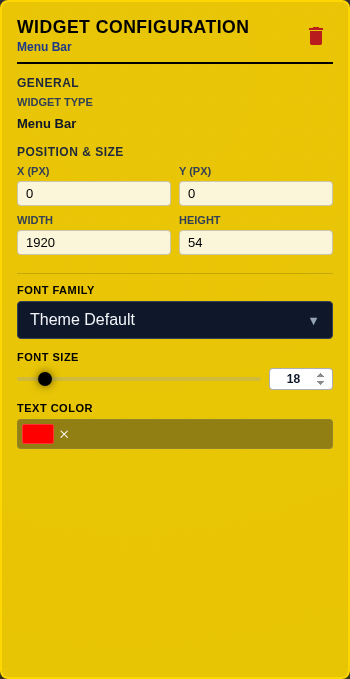 WIDGET CONFIGURATION
Menu Bar
GENERAL
WIDGET TYPE
Menu Bar
POSITION & SIZE
X (PX) Y (PX)
0 0
WIDTH HEIGHT
1920 54
FONT FAMILY
Theme Default ▼
FONT SIZE
18
TEXT COLOR
×